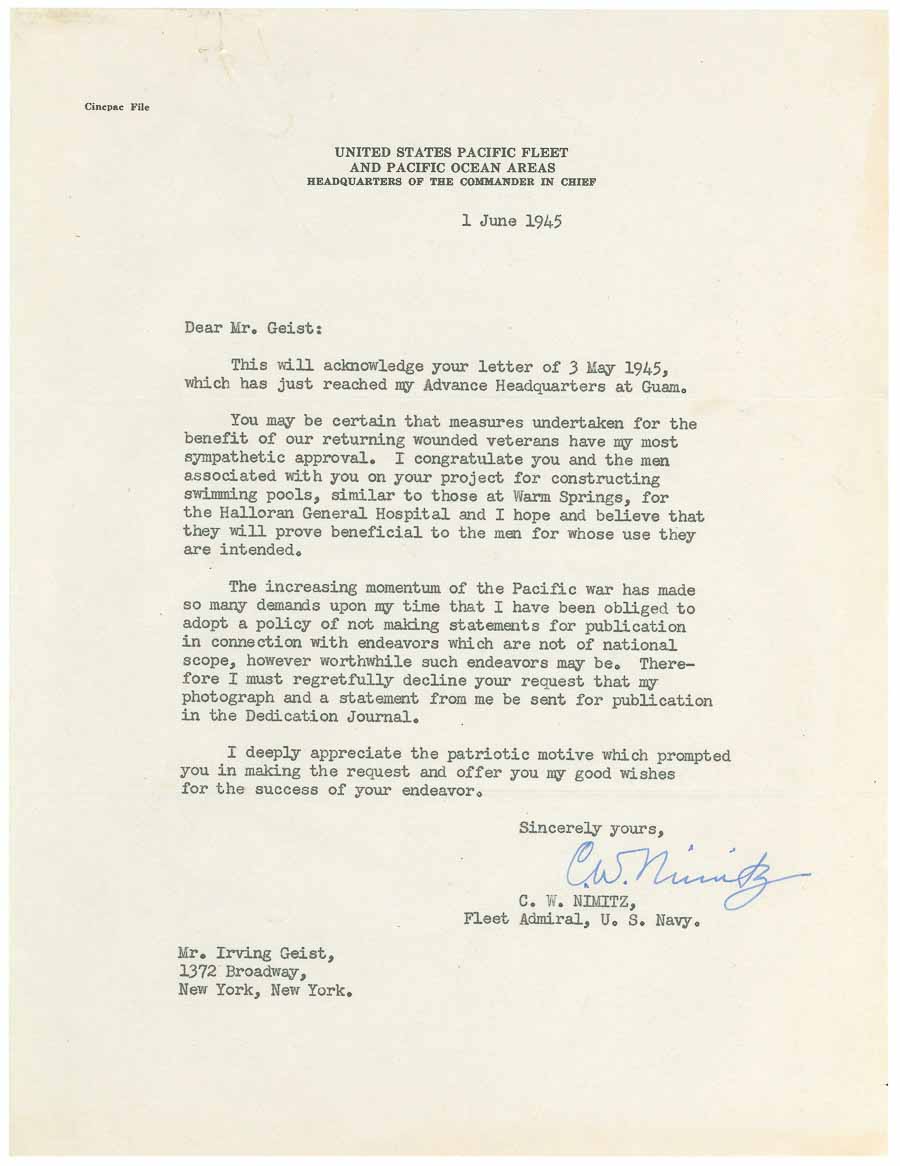 Cincpac File
UNITED STATES PACIFIC FLEET
AND PACIFIC OCEAN AREAS
HEADQUARTERS OF THE COMMANDER IN CHIEF
1 June 1945
Dear Mr. Geist:
This will acknowledge your letter of 3 May 1945,
which has just reached my Advance Headquarters at Guam.
You may be certain that measures undertaken for the
benefit of our returning wounded veterans have my most
sympathetic approval. I congratulate you and the men
associated with you on your project for constructing
swimming pools, similar to those at Warm Springs, for
the Halloran General Hospital and I hope and believe that
they will prove beneficial to the men for whose use they
are intended.
The increasing momentum of the Pacific war has made
so many demands upon my time that I have been obliged to
adopt a policy of not making statements for publication
in connection with endeavors which are not of national
scope, however worthwhile such endeavors may be. There-
fore I must regretfully decline your request that my
photograph and a statement from me be sent for publication
in the Dedication Journal.
I deeply appreciate the patriotic motive which prompted
you in making the request and offer you my good wishes
for the success of your endeavor.
Sincerely yours,
C.W. Nimitz
C. W. NIMITZ,
Fleet Admiral, U. S. Navy.
Mr. Irving Geist,
1372 Broadway,
New York, New York.